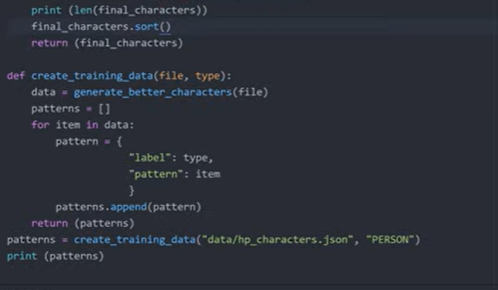 print (len(final_characters))
    final_characters.sort()
    return (final_characters)

def create_training_data(file, type):
    data = generate_better_characters(file)
    patterns = []
    for item in data:
        pattern = {
                    "label": type,
                    "pattern": item
                    }
        patterns.append(pattern)
    return (patterns)
patterns = create_training_data("data/hp_characters.json", "PERSON")
print (patterns)